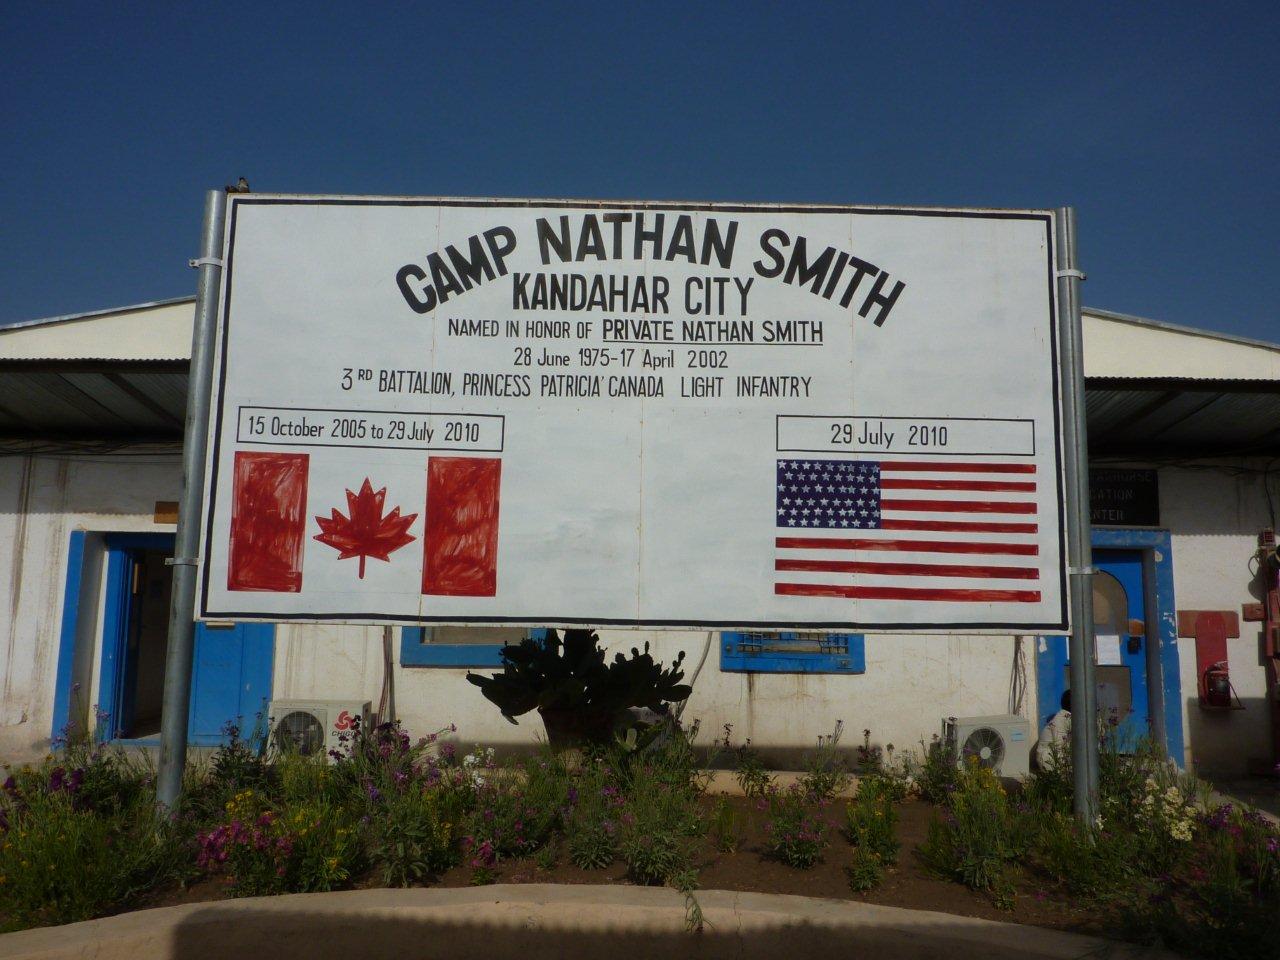 CAMP NATHAN SMITH
KANDAHAR CITY
NAMED IN HONOR OF PRIVATE NATHAN SMITH
28 June 1975-17 April 2002
3RD BATTALION, PRINCESS PATRICIA' CANADA LIGHT INFANTRY
15 October 2005 to 29 July 2010
29 July 2010
CHIGO